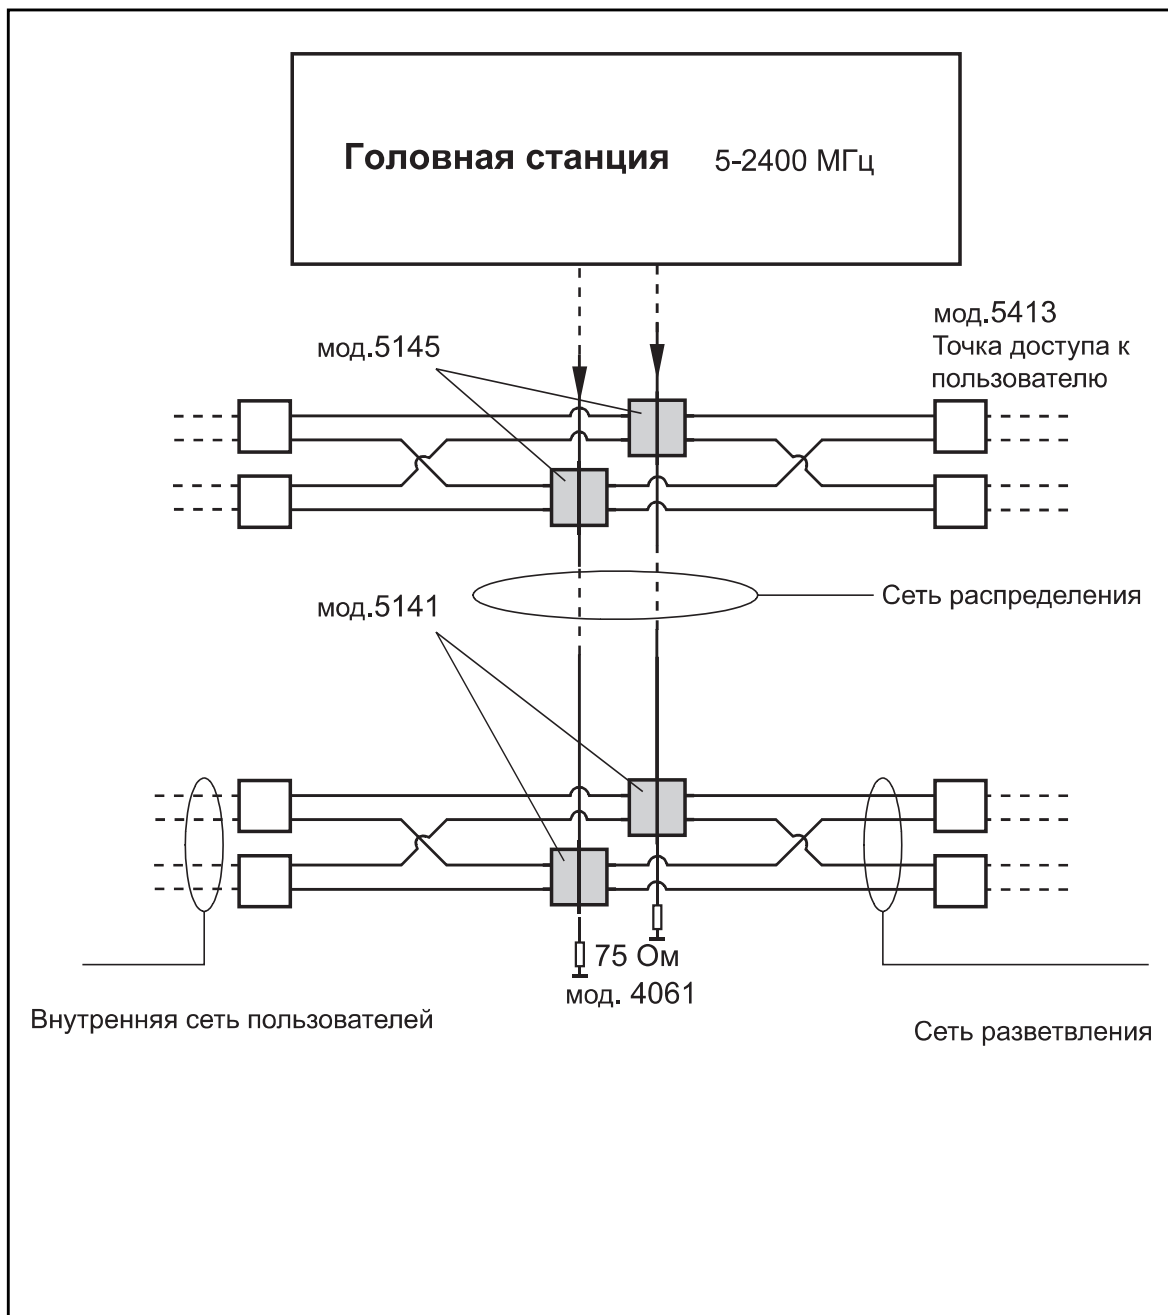 Головная станция 5-2400 МГц
мод.5413
Точка доступа к
пользователю
мод.5145
Сеть распределения
мод.5141
75 Ом
мод. 4061
Внутренняя сеть пользователей
Сеть разветвления